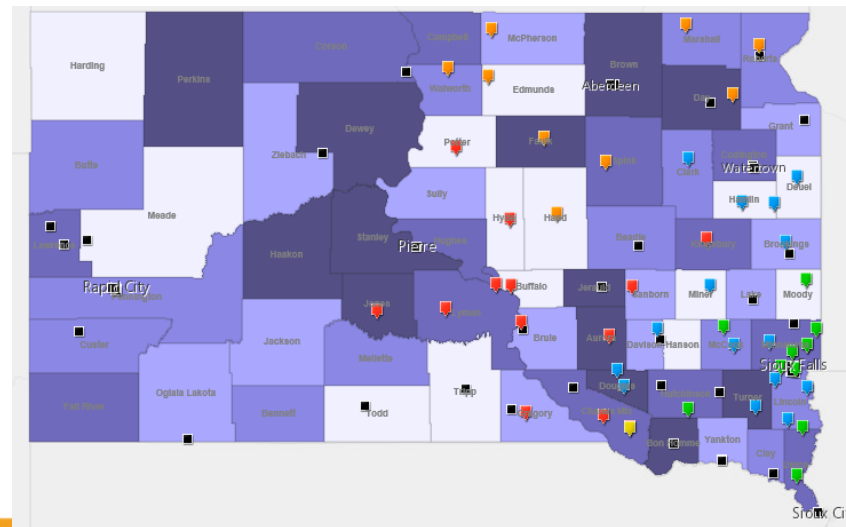 Harding
Perkins
Corson
Campbell
McPherson
Brown
Marshall
Roberts
Walworth
Edmunds
Aberdeen
Day
Grant
Butte
Ziebach
Dewey
Potter
Faulk
Spink
Clark
Codington
Watertown
Deuel
Hamlin
Meade
Sully
Hyde
Hand
Lawrence
Haakon
Stanley
Hughes
Pierre
Beadle
Kingsbury
Brookings
Rapid City
Pennington
Jones
Lyman
Buffalo
Jerauld
Sanborn
Miner
Lake
Moody
Custer
Jackson
Mellette
Brule
Aurora
Davison
Hanson
McCook
Sioux Falls
Fall River
Oglala Lakota
Bennett
Todd
Tripp
Gregory
Charles Mix
Douglas
Hutchinson
Turner
Lincoln
Bon Homme
Yankton
Clay
Sioux Ci